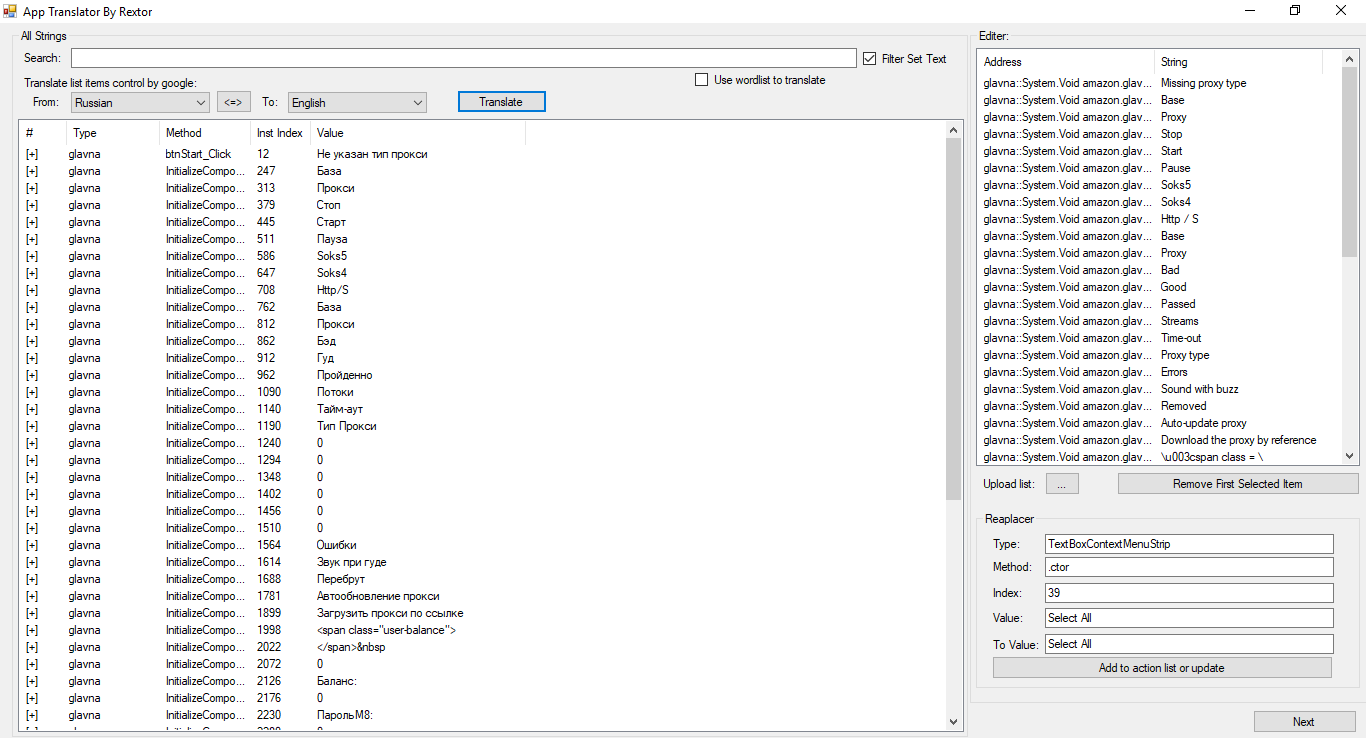 App Translator By Rextor
All Strings
Search:
Filter Set Text
Translate list items control by google:
Use wordlist to translate
From: Russian <=> To: English Translate
# Type Method Inst Index Value
[+] glavna btnStart_Click 12 Не указан тип прокси
[+] glavna InitializeCompo... 247 База
[+] glavna InitializeCompo... 313 Прокси
[+] glavna InitializeCompo... 379 Стоп
[+] glavna InitializeCompo... 445 Старт
[+] glavna InitializeCompo... 511 Пауза
[+] glavna InitializeCompo... 586 Soks5
[+] glavna InitializeCompo... 647 Soks4
[+] glavna InitializeCompo... 708 Http/S
[+] glavna InitializeCompo... 762 База
[+] glavna InitializeCompo... 812 Прокси
[+] glavna InitializeCompo... 862 Бэд
[+] glavna InitializeCompo... 912 Гуд
[+] glavna InitializeCompo... 962 Пройденно
[+] glavna InitializeCompo... 1090 Потоки
[+] glavna InitializeCompo... 1140 Тайм-аут
[+] glavna InitializeCompo... 1190 Тип Прокси
[+] glavna InitializeCompo... 1240 0
[+] glavna InitializeCompo... 1294 0
[+] glavna InitializeCompo... 1348 0
[+] glavna InitializeCompo... 1402 0
[+] glavna InitializeCompo... 1456 0
[+] glavna InitializeCompo... 1510 0
[+] glavna InitializeCompo... 1564 Ошибки
[+] glavna InitializeCompo... 1614 Звук при гуде
[+] glavna InitializeCompo... 1688 Перебрут
[+] glavna InitializeCompo... 1781 Автообновление прокси
[+] glavna InitializeCompo... 1899 Загрузить прокси по ссылке
[+] glavna InitializeCompo... 1998 <span class="user-balance">
[+] glavna InitializeCompo... 2022 </span>&nbsp
[+] glavna InitializeCompo... 2072 0
[+] glavna InitializeCompo... 2126 Баланс:
[+] glavna InitializeCompo... 2176 0
[+] glavna InitializeCompo... 2230 ПарольМ8:
Editer:
Address String
glavna::System.Void amazon.glav... Missing proxy type
glavna::System.Void amazon.glav... Base
glavna::System.Void amazon.glav... Proxy
glavna::System.Void amazon.glav... Stop
glavna::System.Void amazon.glav... Start
glavna::System.Void amazon.glav... Pause
glavna::System.Void amazon.glav... Soks5
glavna::System.Void amazon.glav... Soks4
glavna::System.Void amazon.glav... Http / S
glavna::System.Void amazon.glav... Base
glavna::System.Void amazon.glav... Proxy
glavna::System.Void amazon.glav... Bad
glavna::System.Void amazon.glav... Good
glavna::System.Void amazon.glav... Passed
glavna::System.Void amazon.glav... Streams
glavna::System.Void amazon.glav... Time-out
glavna::System.Void amazon.glav... Proxy type
glavna::System.Void amazon.glav... Errors
glavna::System.Void amazon.glav... Sound with buzz
glavna::System.Void amazon.glav... Removed
glavna::System.Void amazon.glav... Auto-update proxy
glavna::System.Void amazon.glav... Download the proxy by reference
glavna::System.Void amazon.glav... \u003cspan class = \
Upload list: ... Remove First Selected Item
Reaplacer
Type: TextBoxContextMenuStrip
Method: .ctor
Index: 39
Value: Select All
To Value: Select All
Add to action list or update
Next